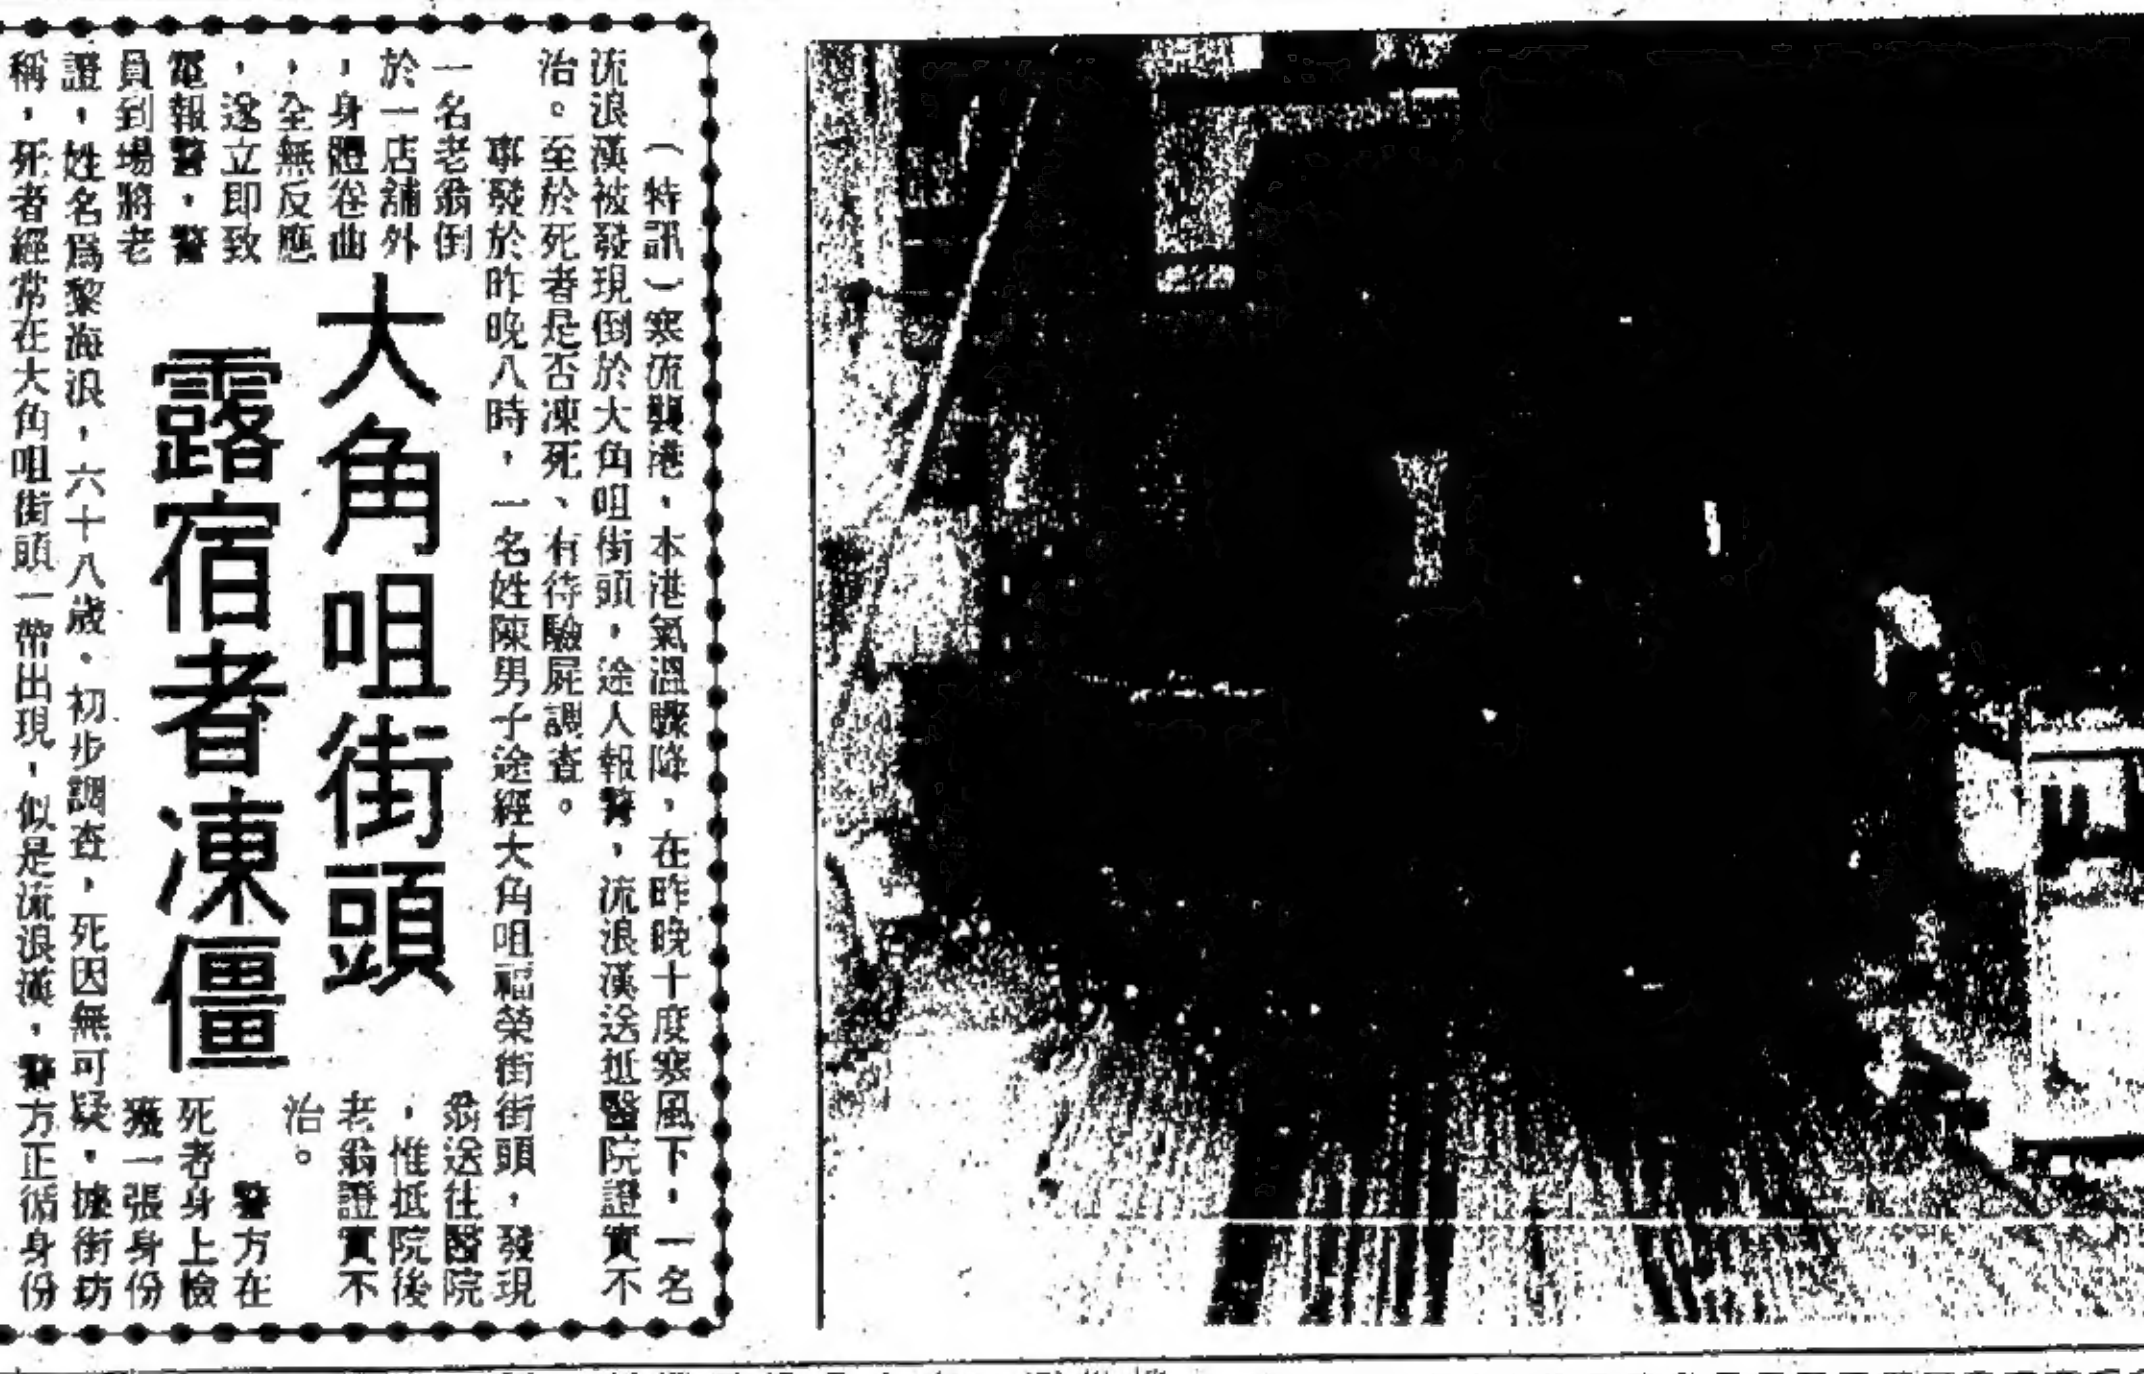 大角咀街頭
露宿者凍僵
（特訊）寒流襲港，本港氣溫驟降，在昨晚十度寒風下，一名
流浪漢被發現倒於大角咀街頭，途人報警，流浪漢送抵醫院證實不
治。至於死者是否凍死、有待驗屍調查。
事發於昨晚八時，一名姓陳男子途經大角咀福榮街街頭，發現
一名老翁倒
於一店舖外
，身體卷曲
，全無反應
，遂立即致
電報警，警
員到場將老
翁送往醫院
，惟抵院後
老翁證實不
治。
警方在
死者身上檢
獲一張身份
證，姓名爲黎海浪，六十八歲。初步調查，死因無可疑，據街坊
稱，死者經常在大角咀街頭一帶出現，似是流浪漢，警方正循身份